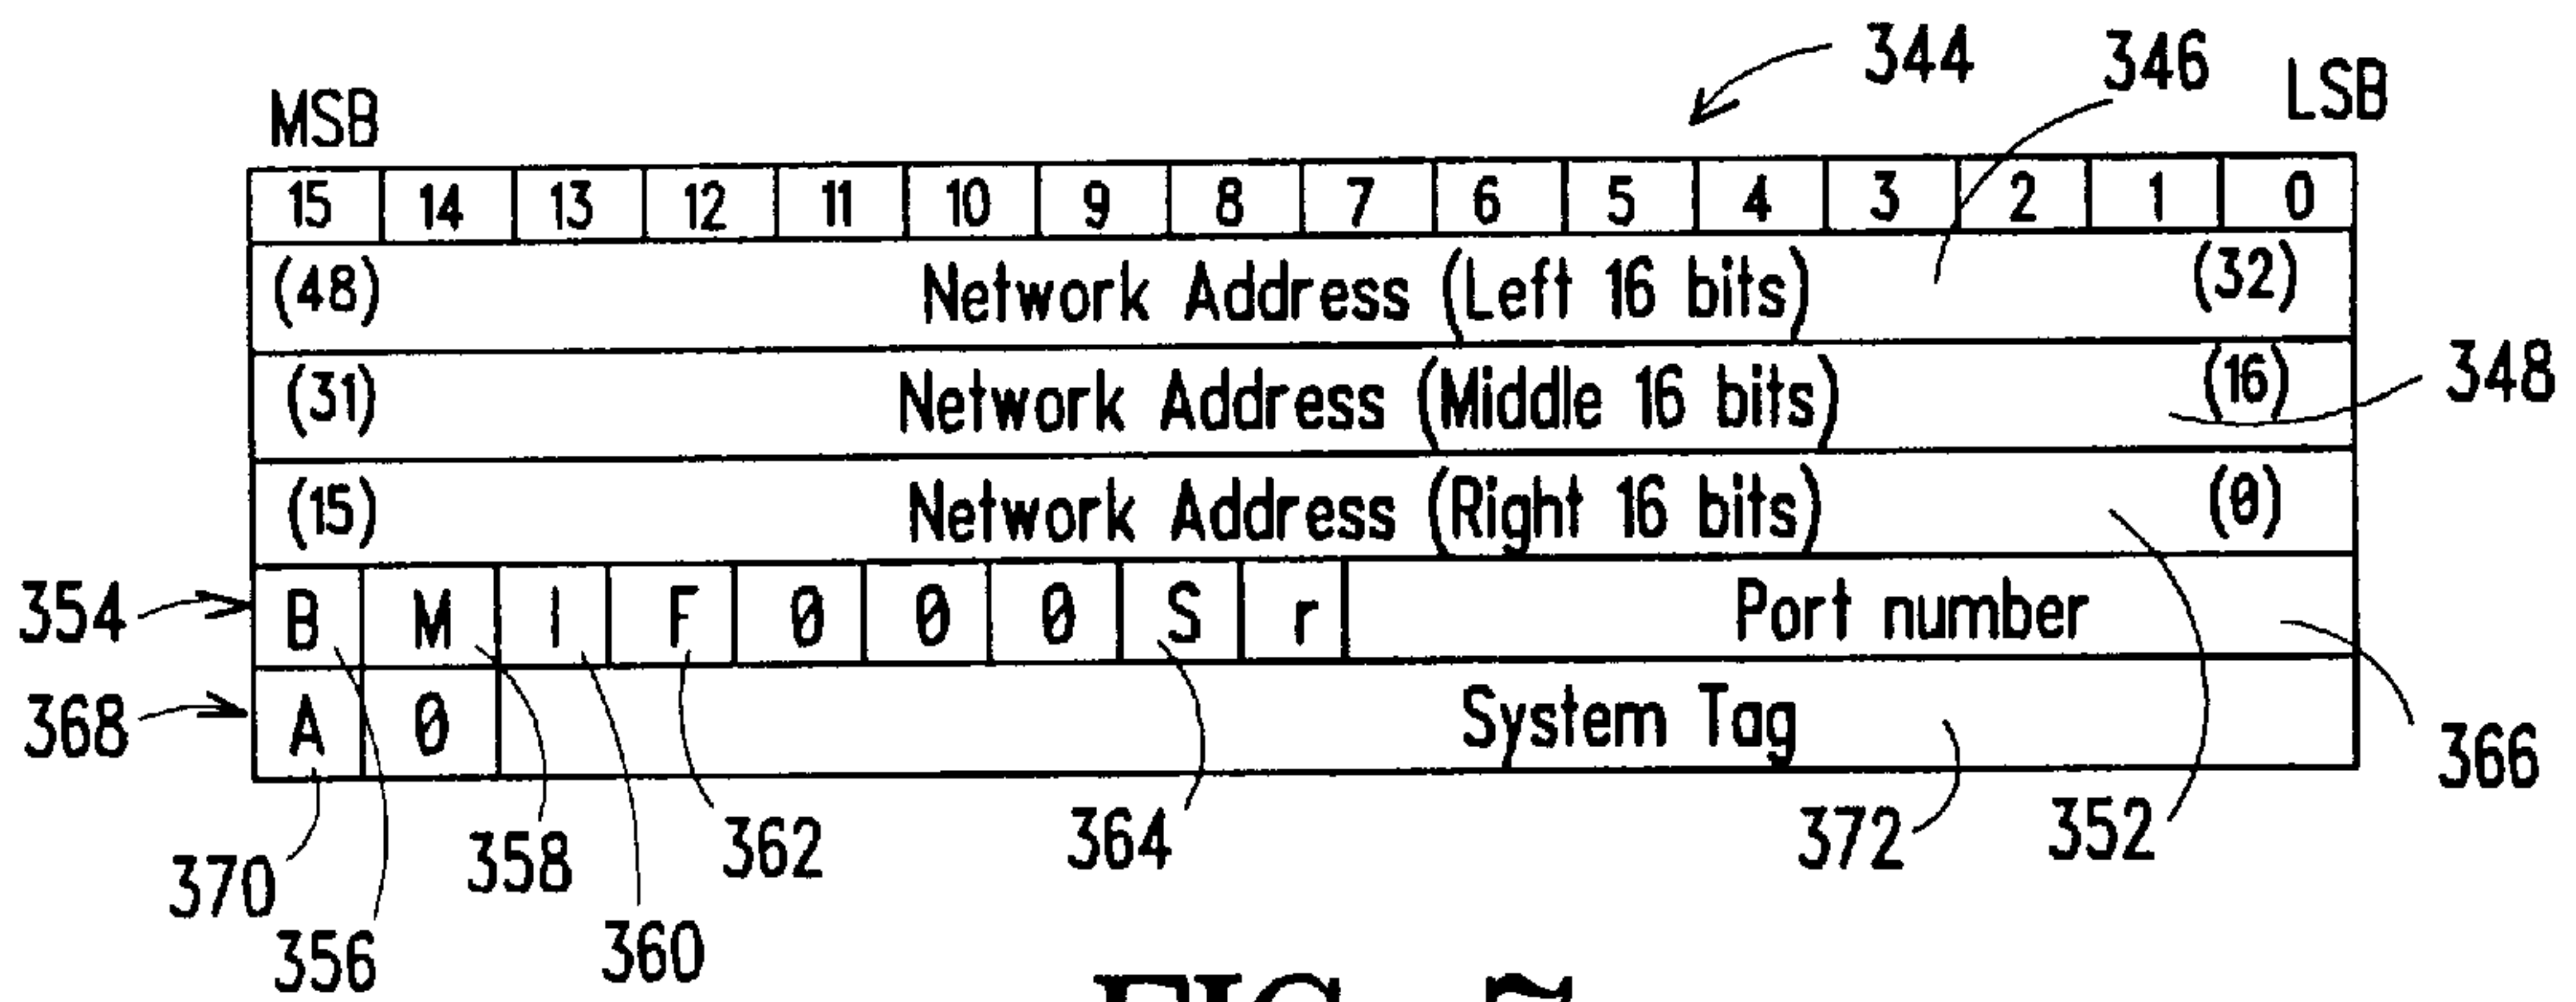 344 346
MSB LSB
15 14 13 12 11 10 9 8 7 6 5 4 3 2 1 0
(48) Network Address (Left 16 bits) (32)
(31) Network Address (Middle 16 bits) (16) 348
(15) Network Address (Right 16 bits) (0)
354 B M I F 0 0 0 S r Port number
368 A 0 System Tag
366
370 358 362 364 372 352
356 360
FIG. 7